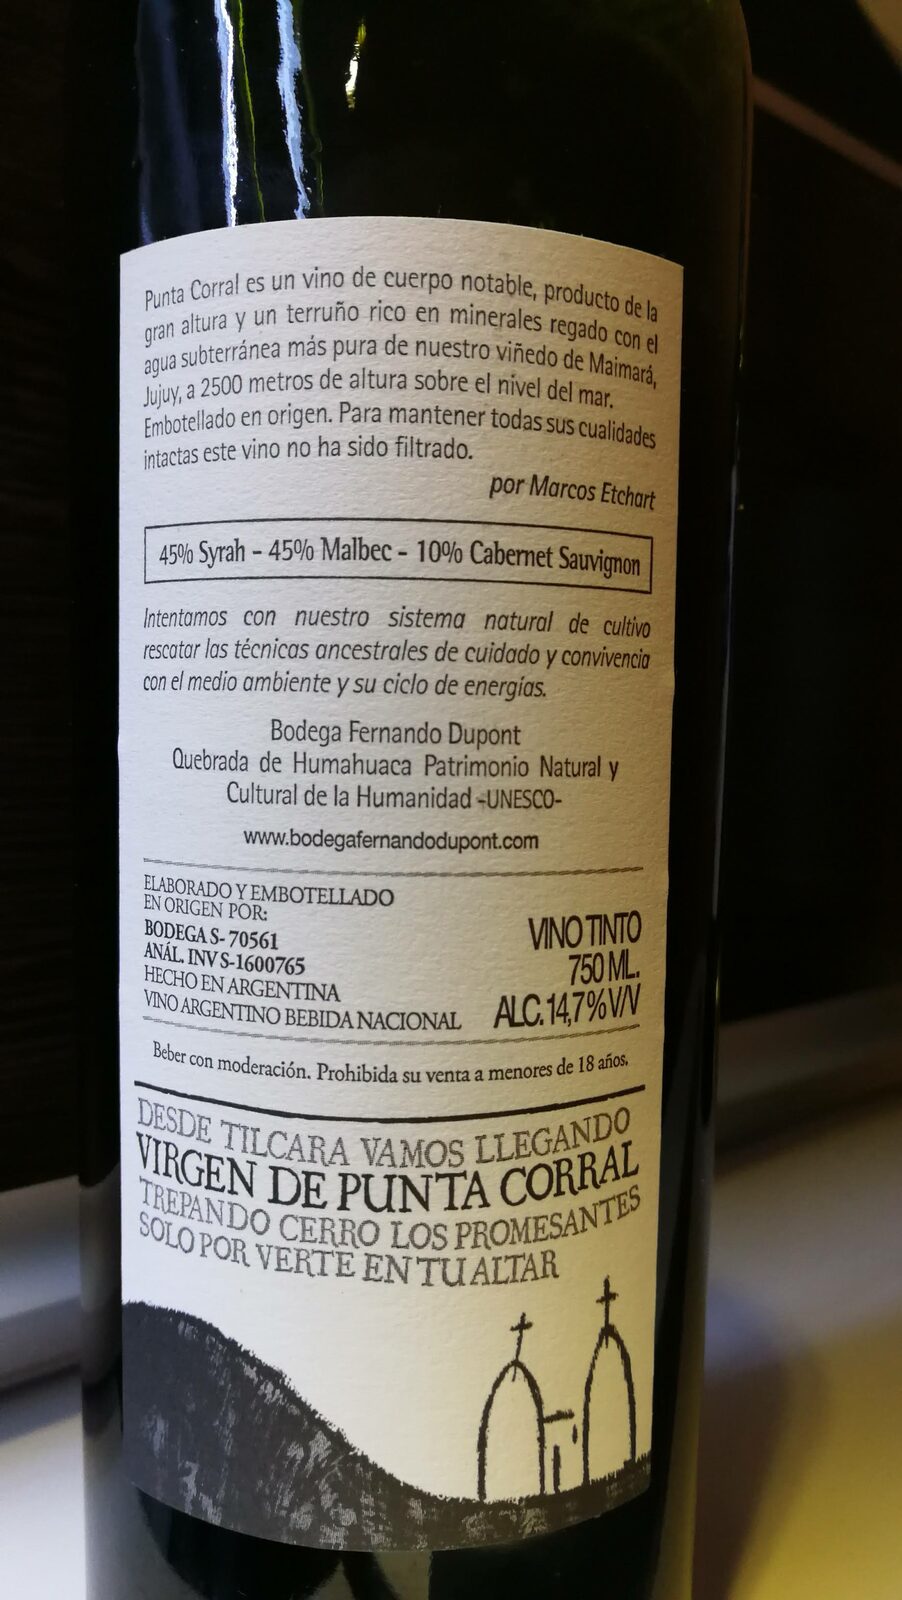 Punta Corral es un vino de cuerpo notable, producto de la
gran altura y un terruño rico en minerales regado con el
agua subterránea más pura de nuestro viñedo de Maimará,
Jujuy, a 2500 metros de altura sobre el nivel del mar.
Embotellado en origen. Para mantener todas sus cualidades
intactas este vino no ha sido filtrado.
por Marcos Etchart
45% Syrah - 45% Malbec - 10% Cabernet Sauvignon
Intentamos con nuestro sistema natural de cultivo
rescatar las técnicas ancestrales de cuidado y convivencia
con el medio ambiente y su ciclo de energías.
Bodega Fernando Dupont
Quebrada de Humahuaca Patrimonio Natural y
Cultural de la Humanidad -UNESCO-
www.bodegafernandodupont.com
ELABORADO Y EMBOTELLADO
EN ORIGEN POR:
BODEGA S- 70561
ANÁL. INV S-1600765
HECHO EN ARGENTINA
VINO ARGENTINO BEBIDA NACIONAL
VINO TINTO
750 ML.
ALC. 14,7% V/V
Beber con moderación. Prohibida su venta a menores de 18 años.
DESDE TILCARA VAMOS LLEGANDO
VIRGEN DE PUNTA CORRAL
TREPANDO CERRO LOS PROMESANTES
SOLO POR VERTE EN TU ALTAR